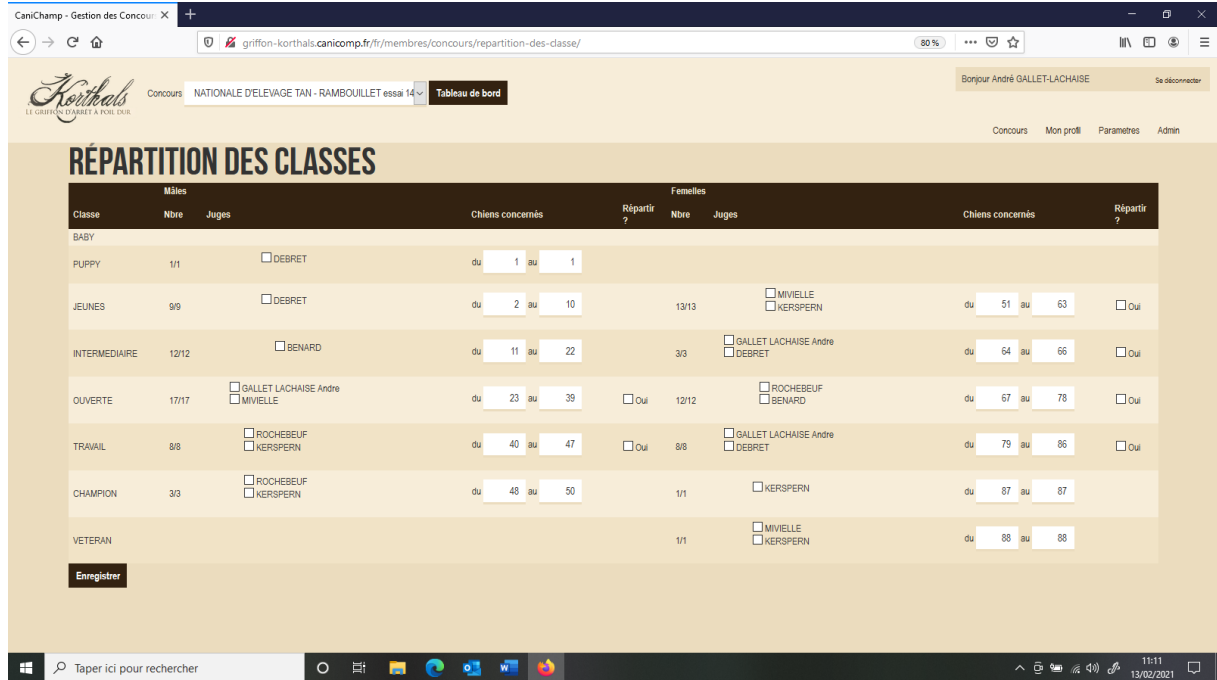 CaniChamp - Gestion des Concour
griffon-korthals.canicomp.fr/fr/membres/concours/repartition-des-classe/
80 %
Korthals
LE GRIFFON D'ARRÊT À POIL DUR
Concours NATIONALE D'ELEVAGE TAN - RAMBOUILLET essai 14 Tableau de bord
Bonjour André GALLET-LACHAISE Se déconnecter
Concours Mon profil Parametres Admin
RÉPARTITION DES CLASSES
Mâles Femelles
Classe Nbre Juges Chiens concernés Répartir ? Nbre Juges Chiens concernés Répartir ?
BABY
PUPPY 1/1 DEBRET du 1 au 1
JEUNES 9/9 DEBRET du 2 au 10 13/13 MIVIELLE KERSPERN du 51 au 63 Oui
INTERMEDIAIRE 12/12 BENARD du 11 au 22 3/3 GALLET LACHAISE Andre DEBRET du 64 au 66 Oui
OUVERTE 17/17 GALLET LACHAISE Andre MIVIELLE du 23 au 39 Oui 12/12 ROCHEBEUF BENARD du 67 au 78 Oui
TRAVAIL 8/8 ROCHEBEUF KERSPERN du 40 au 47 Oui 8/8 GALLET LACHAISE Andre DEBRET du 79 au 86 Oui
CHAMPION 3/3 ROCHEBEUF KERSPERN du 48 au 50 1/1 KERSPERN du 87 au 87
VETERAN 1/1 MIVIELLE KERSPERN du 88 au 88
Enregistrer
Taper ici pour rechercher
11:11
13/02/2021